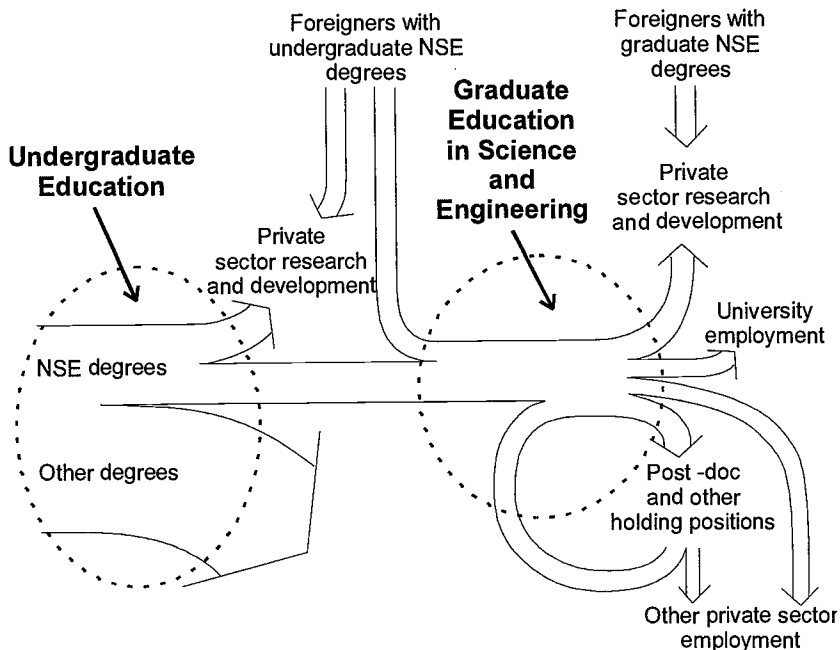 Foreigners with
undergraduate NSE
degrees
Foreigners with
graduate NSE
degrees
Graduate
Education
in Science
and
Engineering
Undergraduate
Education
Private
sector research
and development
Private
sector research
and development
University
employment
NSE degrees
Other degrees
Post -doc
and other
holding positions
Other private sector
employment